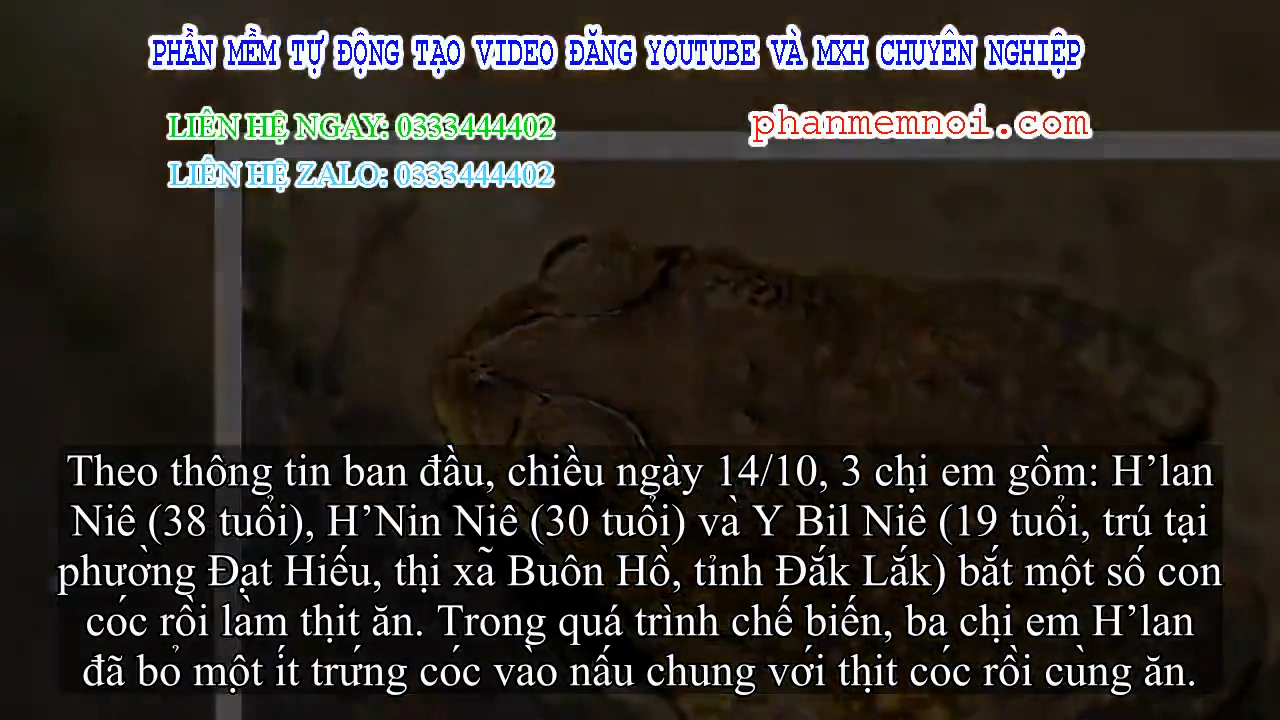 PHẦN MỀM TỰ ĐỘNG TẠO VIDEO ĐĂNG YOUTUBE VÀ MXH CHUYÊN NGHIỆP
LIÊN HỆ NGAY: 0333444402
phanmemnoi.com
LIÊN HỆ ZALO: 0333444402
Theo thông tin ban đầu, chiều ngày 14/10, 3 chị em gồm: H’lan
Niê (38 tuổi), H’Nin Niê (30 tuổi) và Y Bil Niê (19 tuổi, trú tại
phường Đạt Hiếu, thị xã Buôn Hồ, tỉnh Đắk Lắk) bắt một số con
cóc rồi làm thịt ăn. Trong quá trình chế biến, ba chị em H’lan
đã bỏ một ít trứng cóc vào nấu chung với thịt cóc rồi cùng ăn.